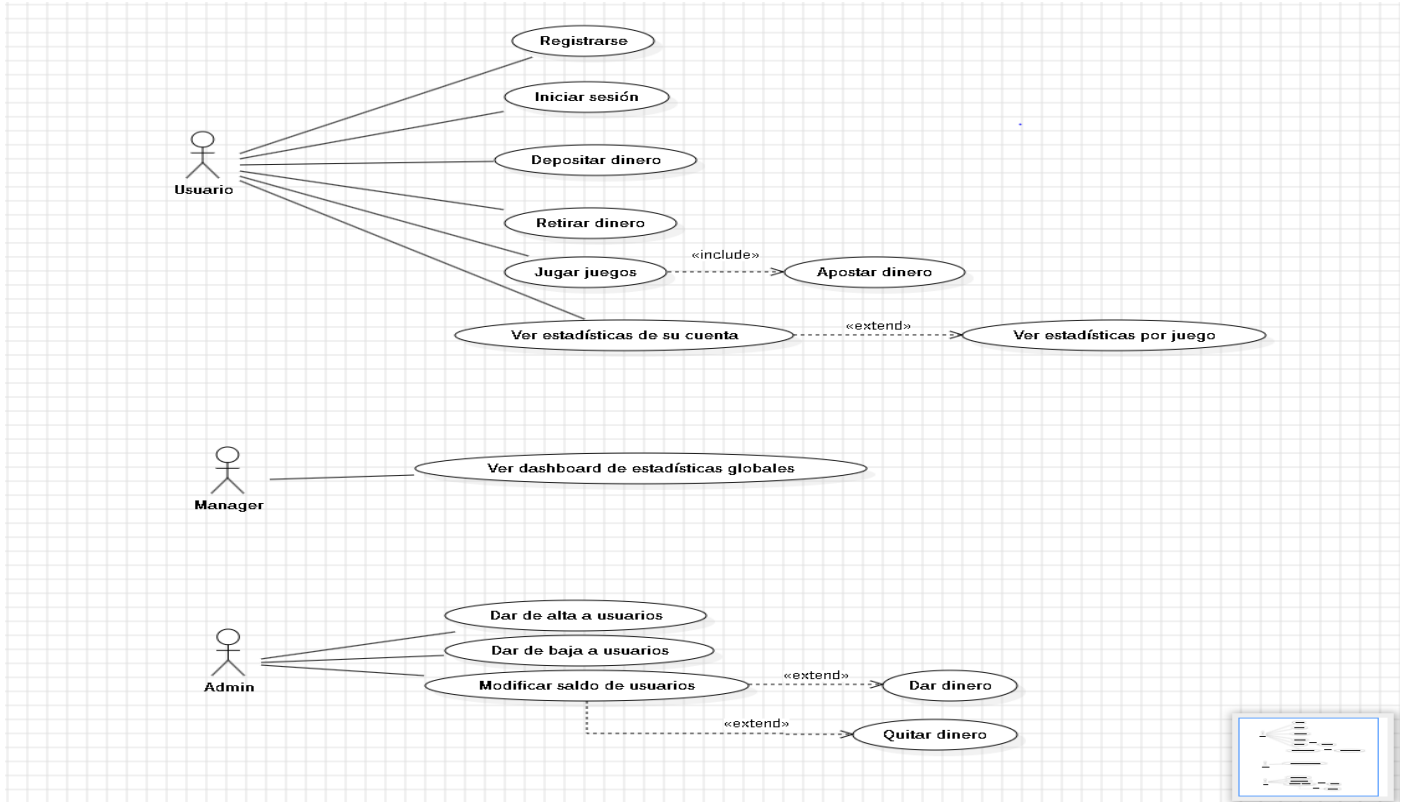 Registrarse
Iniciar sesión
Depositar dinero
Usuario
Retirar dinero
«include»
Jugar juegos
Apostar dinero
«extend»
Ver estadísticas de su cuenta
Ver estadísticas por juego
Ver dashboard de estadísticas globales
Manager
Dar de alta a usuarios
Dar de baja a usuarios
«extend»
Admin
Modificar saldo de usuarios
Dar dinero
«extend»
Quitar dinero